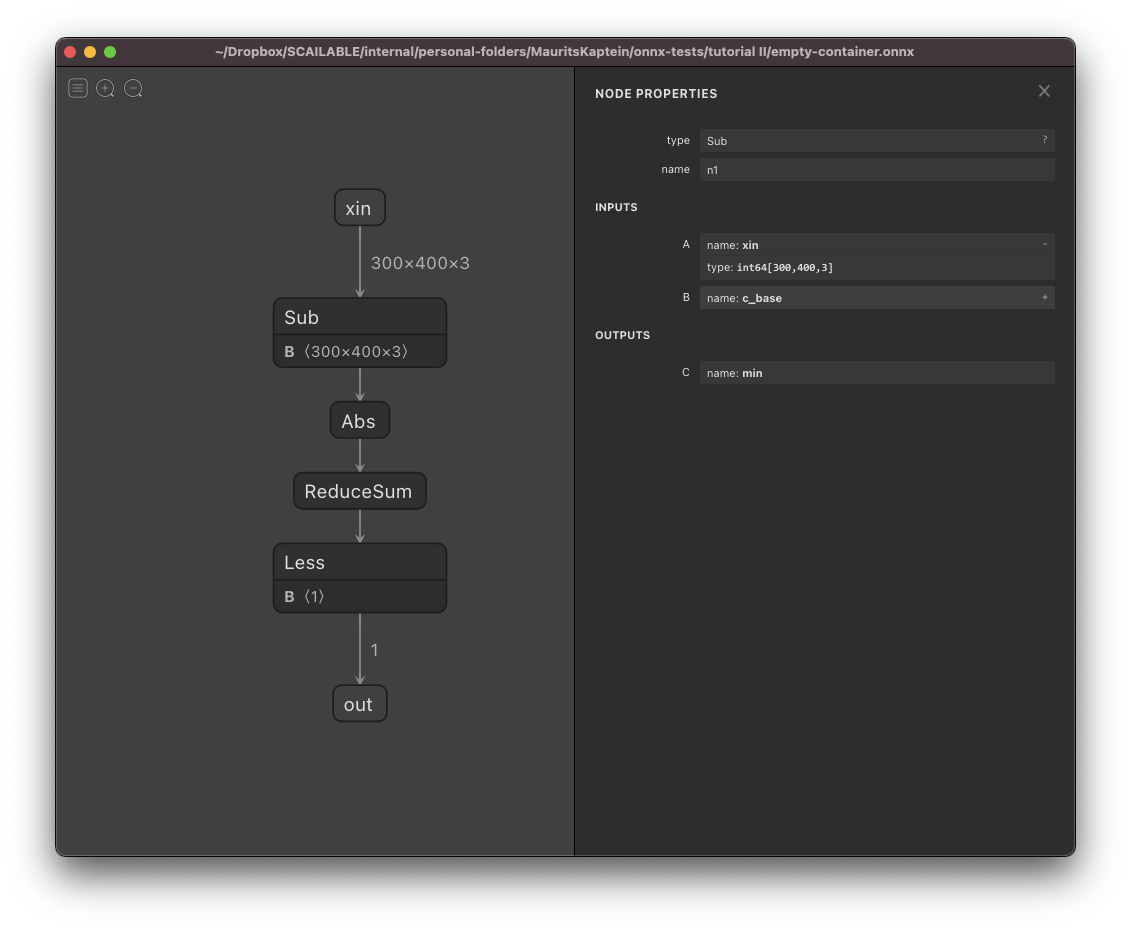 ~/Dropbox/SCAILABLE/internal/personal-folders/MauritsKaptein/onnx-tests/tutorial II/empty-container.onnx
xin
300×400×3
Sub
B 〈300×400×3〉
Abs
ReduceSum
Less
B 〈1〉
1
out
NODE PROPERTIES
type Sub ?
name n1
INPUTS
A name: xin -
type: int64[300,400,3]
B name: c_base +
OUTPUTS
C name: min